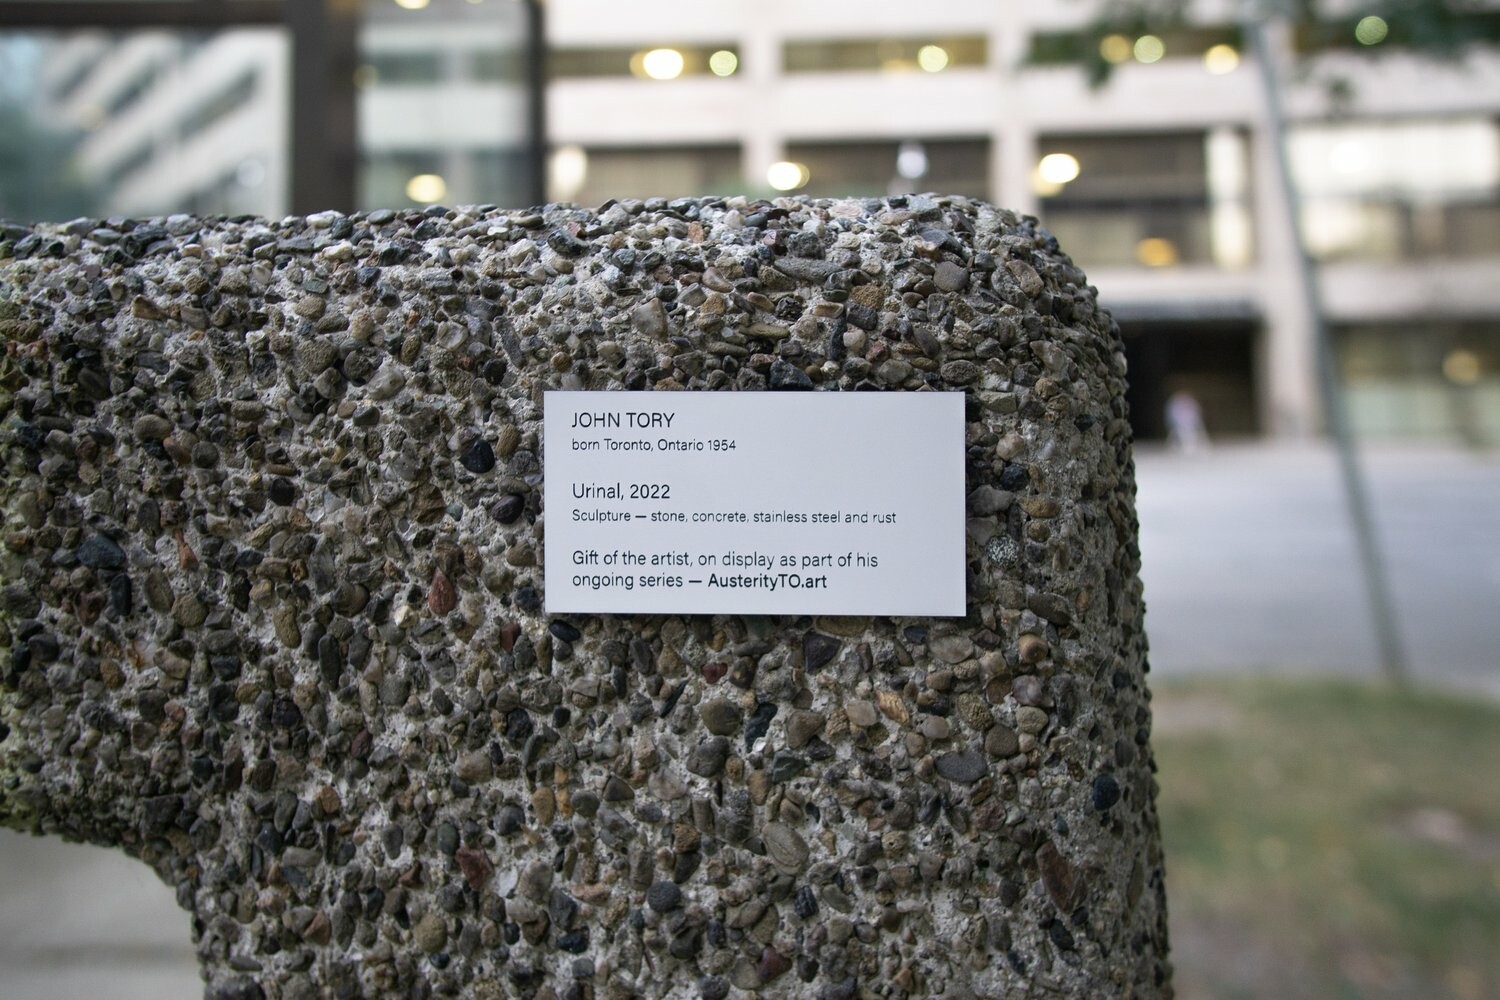 JOHN TORY
born Toronto, Ontario 1954
Urinal, 2022
Sculpture — stone, concrete, stainless steel and rust
Gift of the artist, on display as part of his
ongoing series — AusterityTO.art